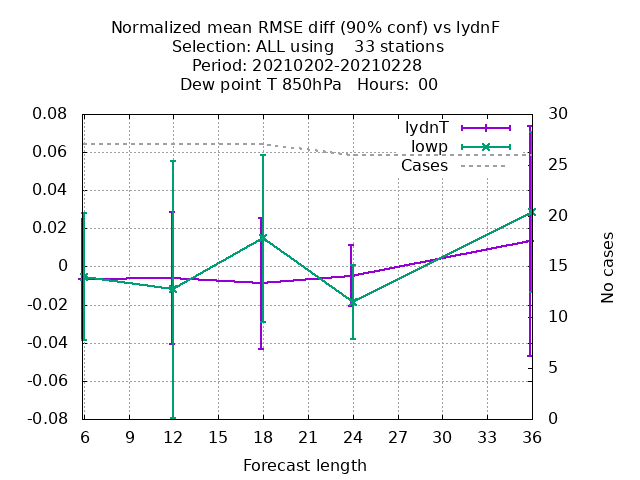 Normalized mean RMSE diff (90% conf) vs lydnF
Selection: ALL using 33 stations
Period: 20210202-20210228
Dew point T 850hPa Hours: 00
lydnT
lowp
Cases
0.08
0.06
0.04
0.02
0
-0.02
-0.04
-0.06
-0.08
30
25
20
15
10
5
0
No cases
6 9 12 15 18 21 24 27 30 33 36
Forecast length